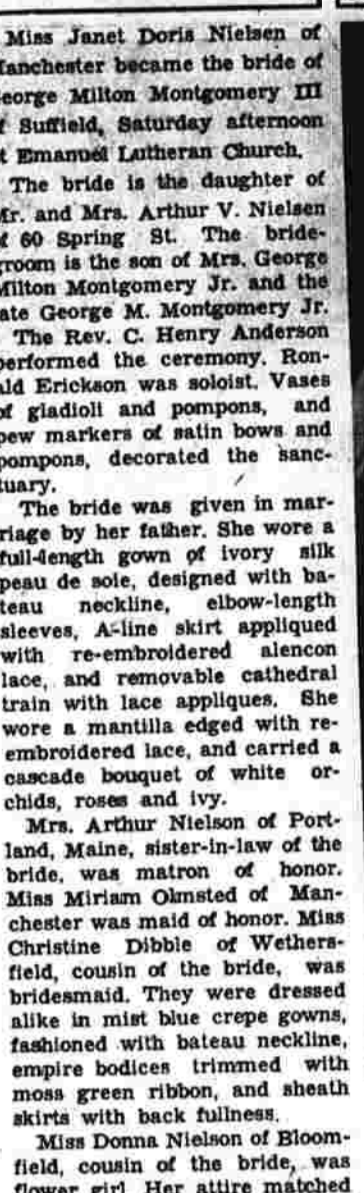 Miss Janet Doris Nielsen of
Manchester became the bride of
George Milton Montgomery III
of Suffield, Saturday afternoon
at Emanuel Lutheran Church.
The bride is the daughter of
Mr. and Mrs. Arthur V. Nielsen
of 60 Spring St. The bride-
groom is the son of Mrs. George
Milton Montgomery Jr. and the
late George M. Montgomery Jr.
The Rev. C. Henry Anderson
performed the ceremony. Ron-
ald Erickson was soloist. Vases
of gladioli and pompons, and
pew markers of satin bows and
pompons, decorated the sanc-
tuary.
The bride was given in mar-
riage by her father. She wore a
full-length gown of ivory silk
peau de soie, designed with ba-
teau neckline, elbow-length
sleeves, A-line skirt appliqued
with re-embroidered alencon
lace, and removable cathedral
train with lace appliques. She
wore a mantilla edged with re-
embroidered lace, and carried a
cascade bouquet of white or-
chids, roses and ivy.
Mrs. Arthur Nielson of Port-
land, Maine, sister-in-law of the
bride, was matron of honor.
Miss Miriam Olmsted of Man-
chester was maid of honor. Miss
Christine Dibble of Wethers-
field, cousin of the bride, was
bridesmaid. They were dressed
alike in mist blue crepe gowns,
fashioned with bateau neckline,
empire bodices trimmed with
moss green ribbon, and sheath
skirts with back fullness.
Miss Donna Nielson of Bloom-
field, cousin of the bride, was
flower girl. Her attire matched